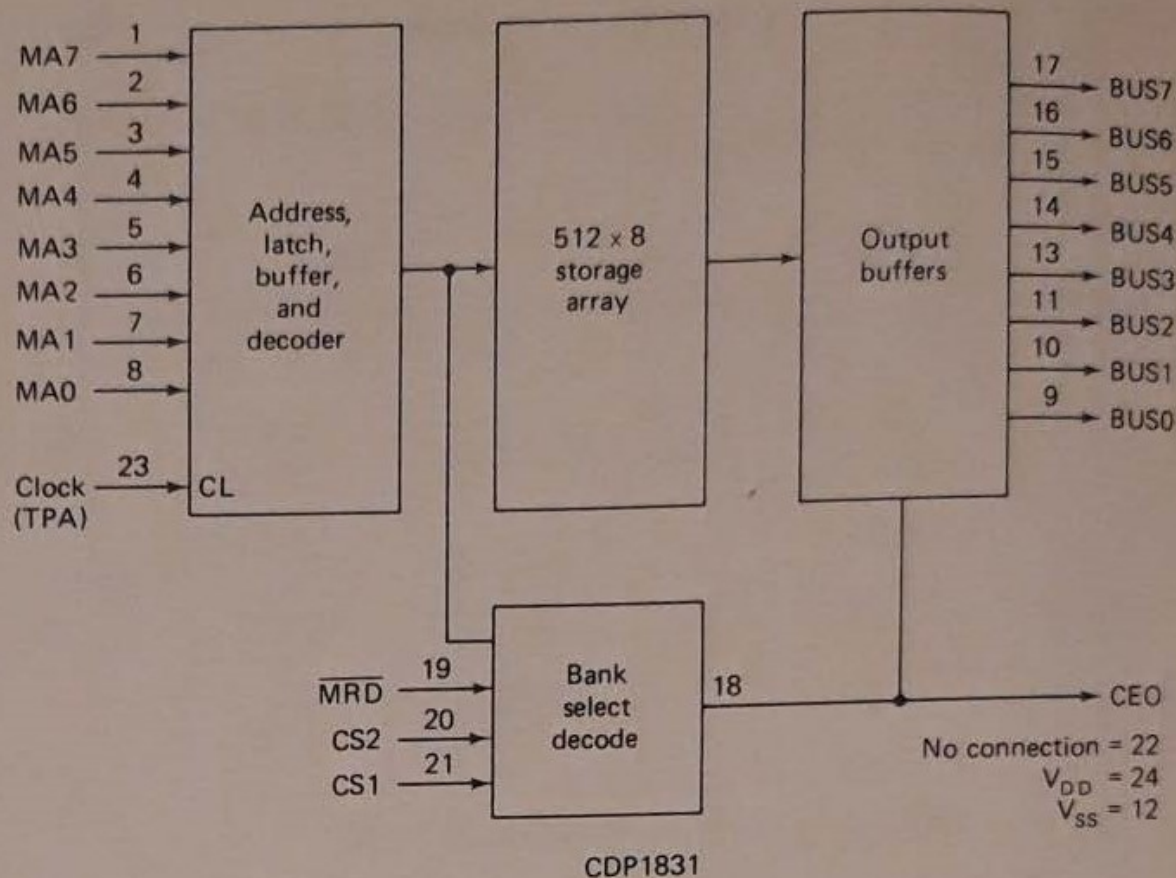 1
MA7
2
MA6
3
MA5
4
MA4
5
MA3
6
MA2
7
MA1
8
MA0
23
Clock
(TPA)
CL
Address,
latch,
buffer,
and
decoder
512 x 8
storage
array
Output
buffers
17
BUS7
16
BUS6
15
BUS5
14
BUS4
13
BUS3
11
BUS2
10
BUS1
9
BUS0
19
M̅R̅D̅
20
CS2
21
CS1
Bank
select
decode
18
CEO
No connection = 22
V_DD = 24
V_SS = 12
CDP1831